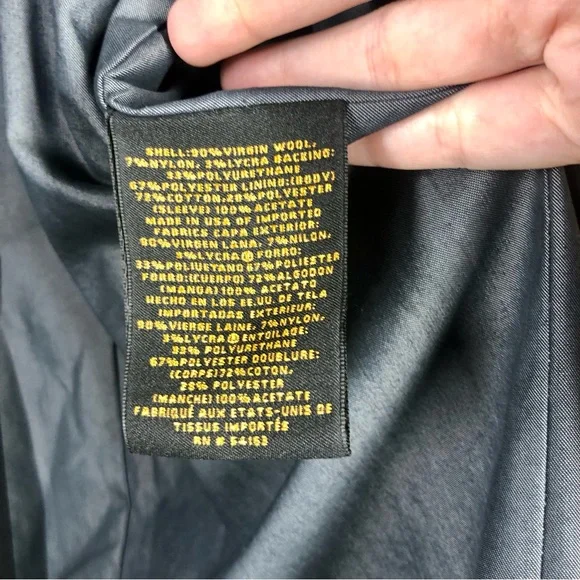 SHELL:90%VIRGIN WOOL,
7%NYLON, 3%LYCRA BACKING:
33%POLYURETHANE
67%POLYESTER LINING:(BODY)
72%COTTON,28%POLYESTER
(SLEEVE) 100% ACETATE
MADE IN USA OF IMPORTED
FABRICS CAPA EXTERIOR:
90%VIRGEN LANA, 7%NILON,
3%LYCRA® FORRO:
33%POLIUETANO 67%POLIESTER
FORRO:(CUERPO) 72%ALGODON
(MANGA) 100% ACETATO
HECHO EN LOS EE.UU. DE TELA
IMPORTADAS EXTERIEUR:
90%VIERGE LAINE, 7%NYLON,
3%LYCRA® ENTOILAGE:
33% POLYURETHANE
67%POLYESTER DOUBLURE:
(CORPS)72%COTON,
28% POLYESTER
(MANCHE) 100% ACETATE
FABRIQUÉ AUX ETATS-UNIS DE
TISSUS IMPORTÉS
RN # 54163